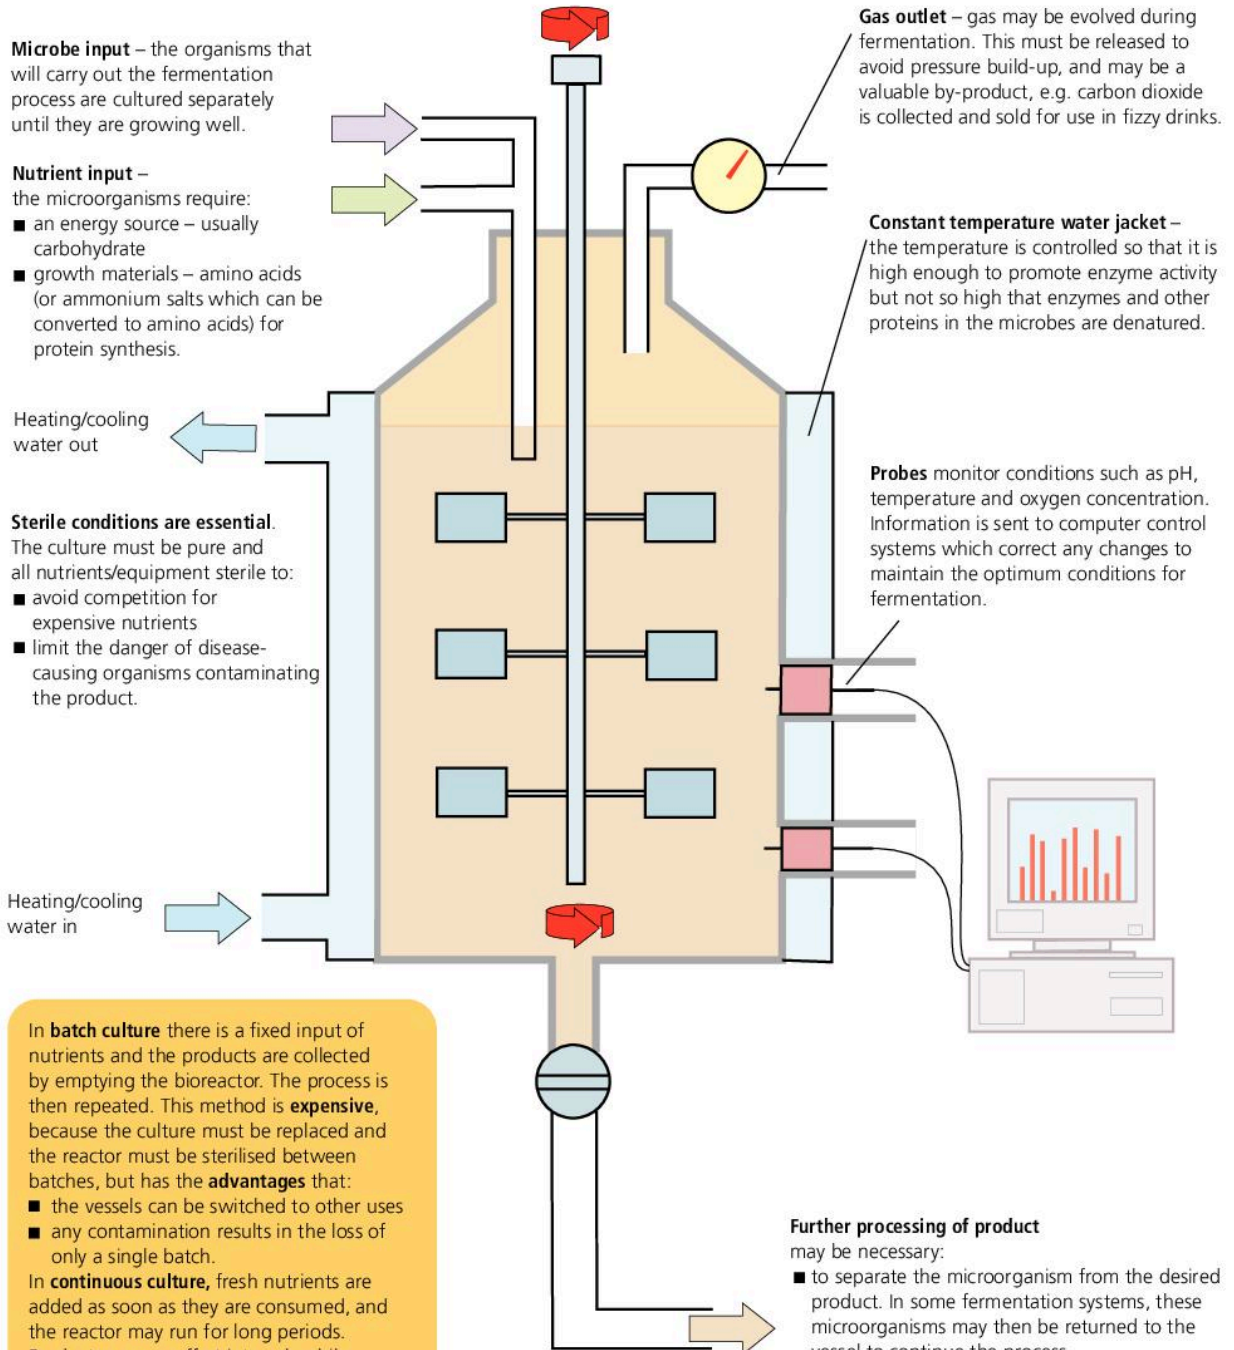 Microbe input – the organisms that
will carry out the fermentation
process are cultured separately
until they are growing well.
Nutrient input –
the microorganisms require:
■ an energy source – usually
carbohydrate
■ growth materials – amino acids
(or ammonium salts which can be
converted to amino acids) for
protein synthesis.
Heating/cooling
water out
Sterile conditions are essential.
The culture must be pure and
all nutrients/equipment sterile to:
■ avoid competition for
expensive nutrients
■ limit the danger of disease-
causing organisms contaminating
the product.
Heating/cooling
water in
Gas outlet – gas may be evolved during
fermentation. This must be released to
avoid pressure build-up, and may be a
valuable by-product, e.g. carbon dioxide
is collected and sold for use in fizzy drinks.
Constant temperature water jacket –
the temperature is controlled so that it is
high enough to promote enzyme activity
but not so high that enzymes and other
proteins in the microbes are denatured.
Probes monitor conditions such as pH,
temperature and oxygen concentration.
Information is sent to computer control
systems which correct any changes to
maintain the optimum conditions for
fermentation.
In batch culture there is a fixed input of
nutrients and the products are collected
by emptying the bioreactor. The process is
then repeated. This method is expensive,
because the culture must be replaced and
the reactor must be sterilised between
batches, but has the advantages that:
■ the vessels can be switched to other uses
■ any contamination results in the loss of
only a single batch.
In continuous culture, fresh nutrients are
added as soon as they are consumed, and
the reactor may run for long periods.
Further processing of product
may be necessary:
■ to separate the microorganism from the desired
product. In some fermentation systems, these
microorganisms may then be returned to the
vessel to continue the process